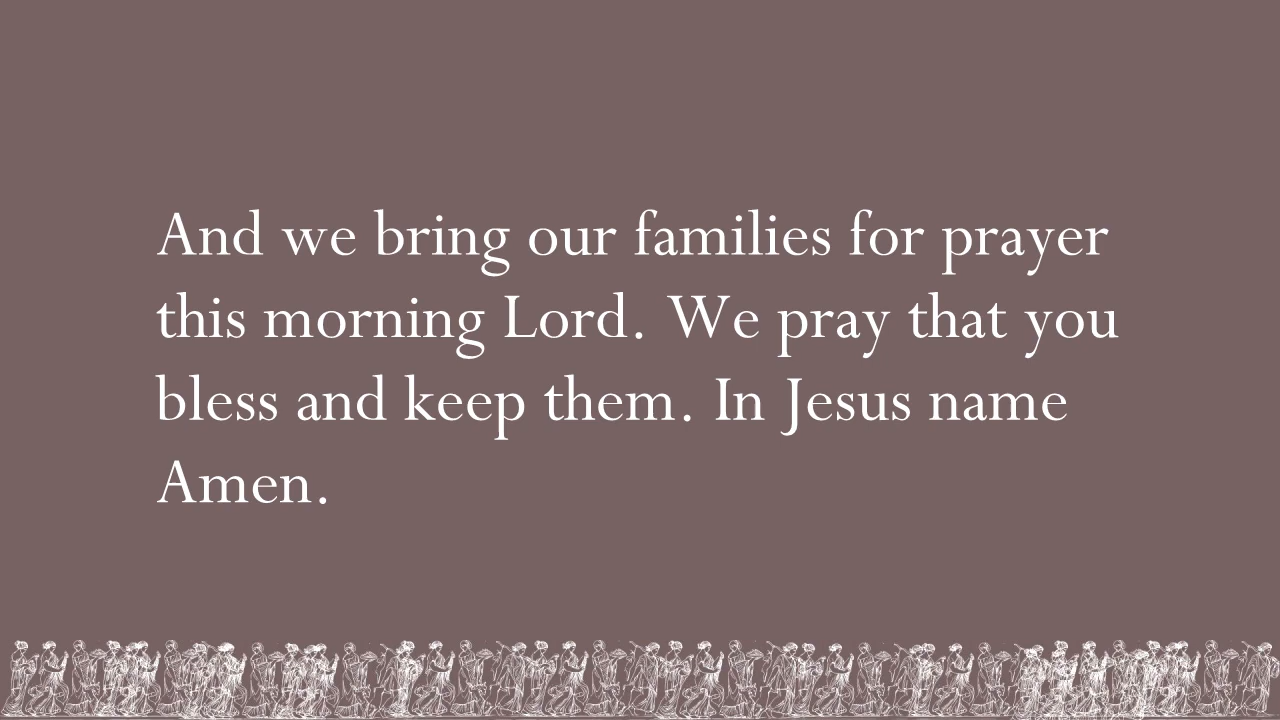 And we bring our families for prayer
this morning Lord. We pray that you
bless and keep them. In Jesus name
Amen.